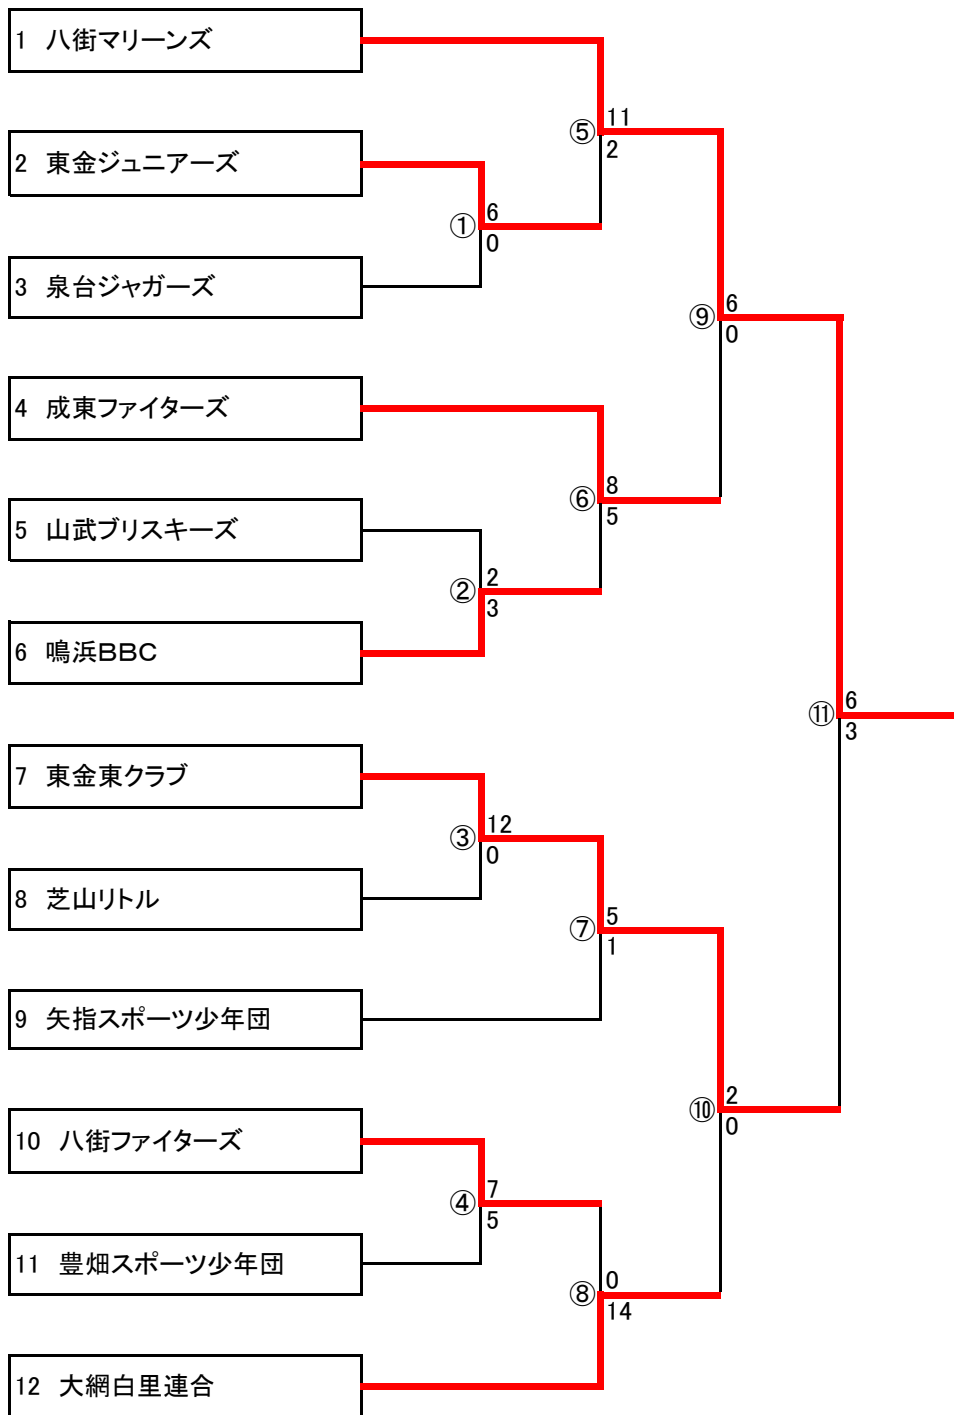 1 八街マリーンズ
⑤
11
2
2 東金ジュニアーズ
①
6
0
3 泉台ジャガーズ
⑨
6
0
4 成東ファイターズ
⑥
8
5
5 山武ブリスキーズ
②
2
3
6 鳴浜BBC
⑪
6
3
7 東金東クラブ
③
12
0
8 芝山リトル
⑦
5
1
9 矢指スポーツ少年団
⑩
2
0
10 八街ファイターズ
④
7
5
11 豊畑スポーツ少年団
⑧
0
14
12 大網白里連合